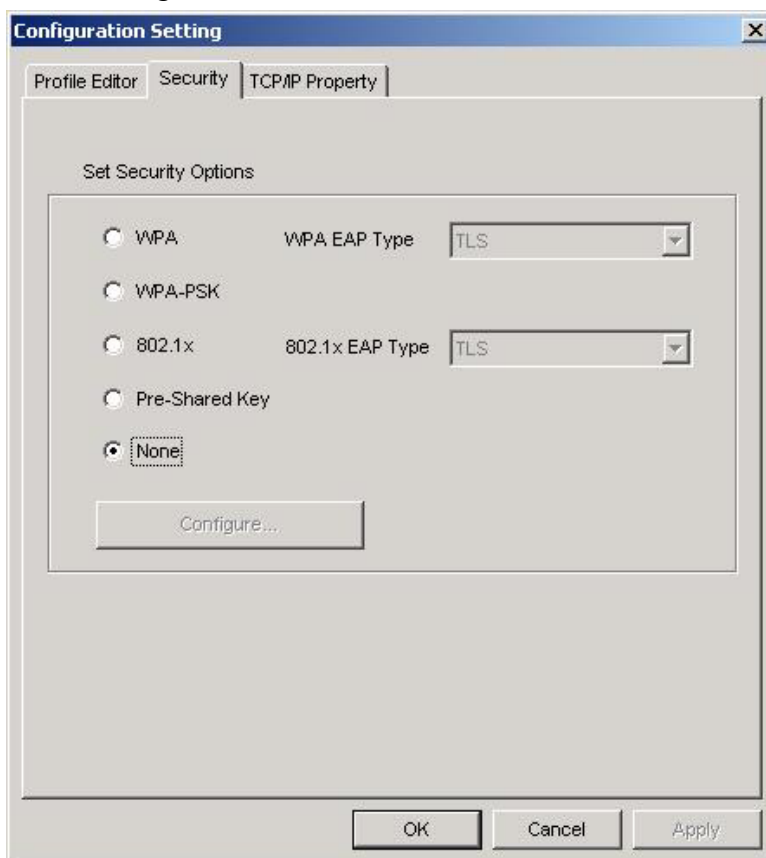 Configuration Setting
Profile Editor Security TCP/IP Property
Set Security Options
WPA WPA EAP Type TLS
WPA-PSK
802.1x 802.1x EAP Type TLS
Pre-Shared Key
None
Configure...
OK Cancel Apply